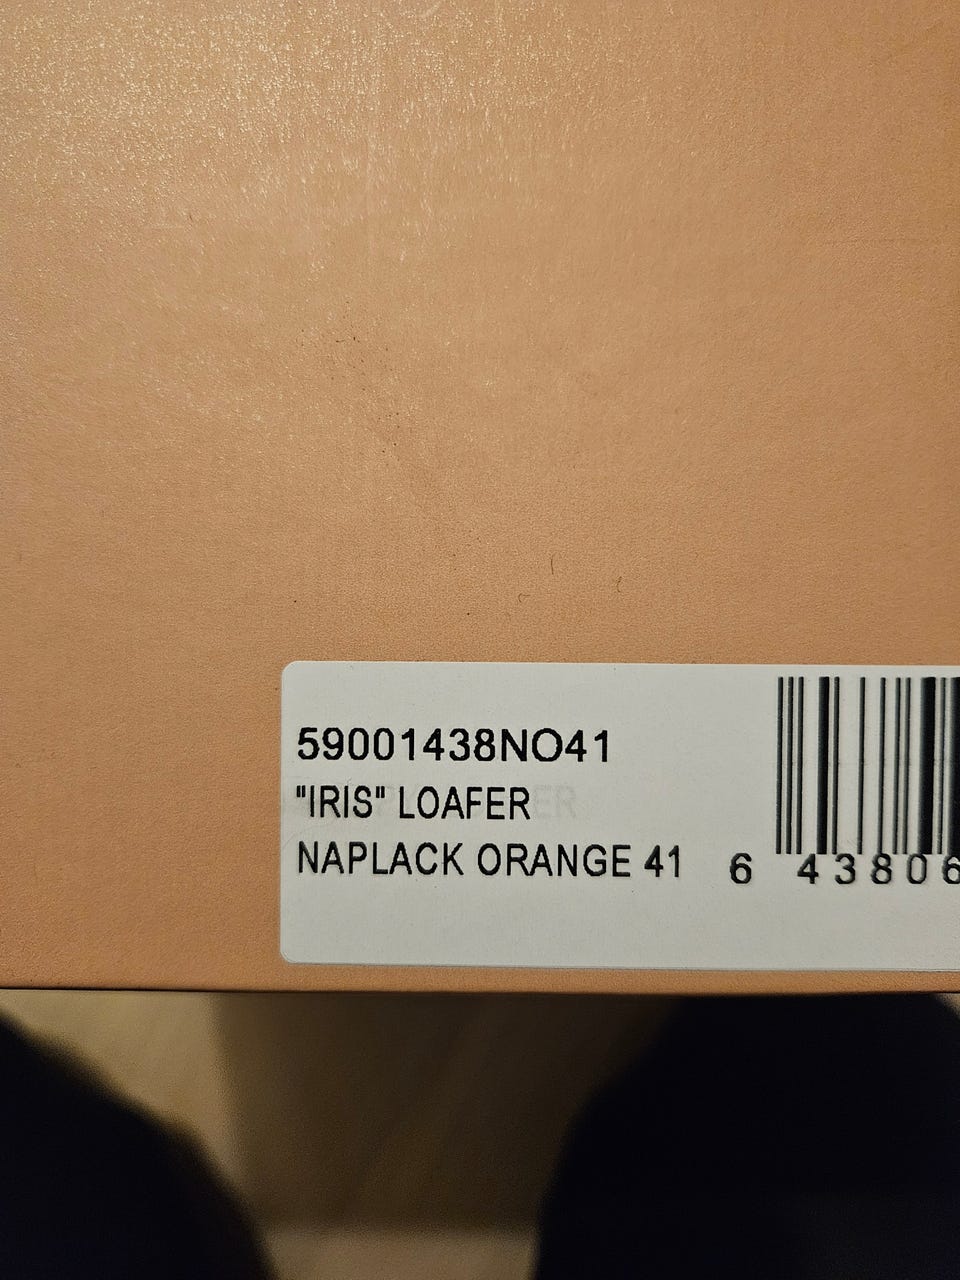 59001438NO41
"IRIS" LOAFER
NAPLACK ORANGE 41
6 43806